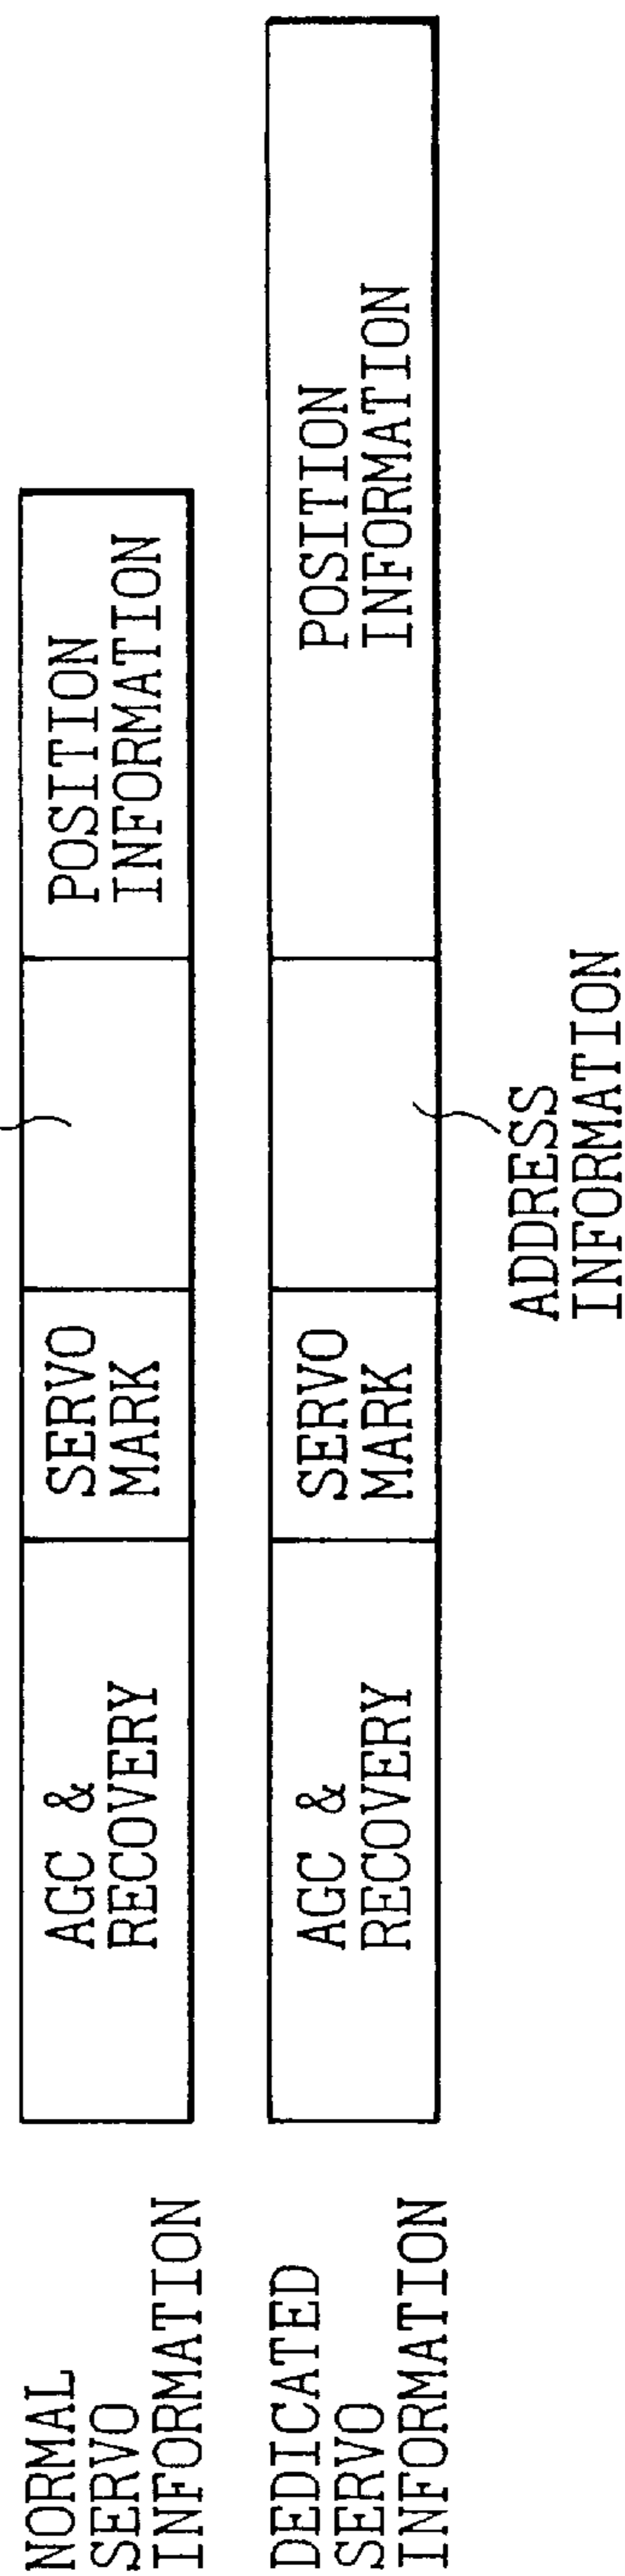 NORMAL
SERVO
INFORMATION
AGC &
RECOVERY
SERVO
MARK
POSITION
INFORMATION
DEDICATED
SERVO
INFORMATION
AGC &
RECOVERY
SERVO
MARK
POSITION
INFORMATION
ADDRESS
INFORMATION